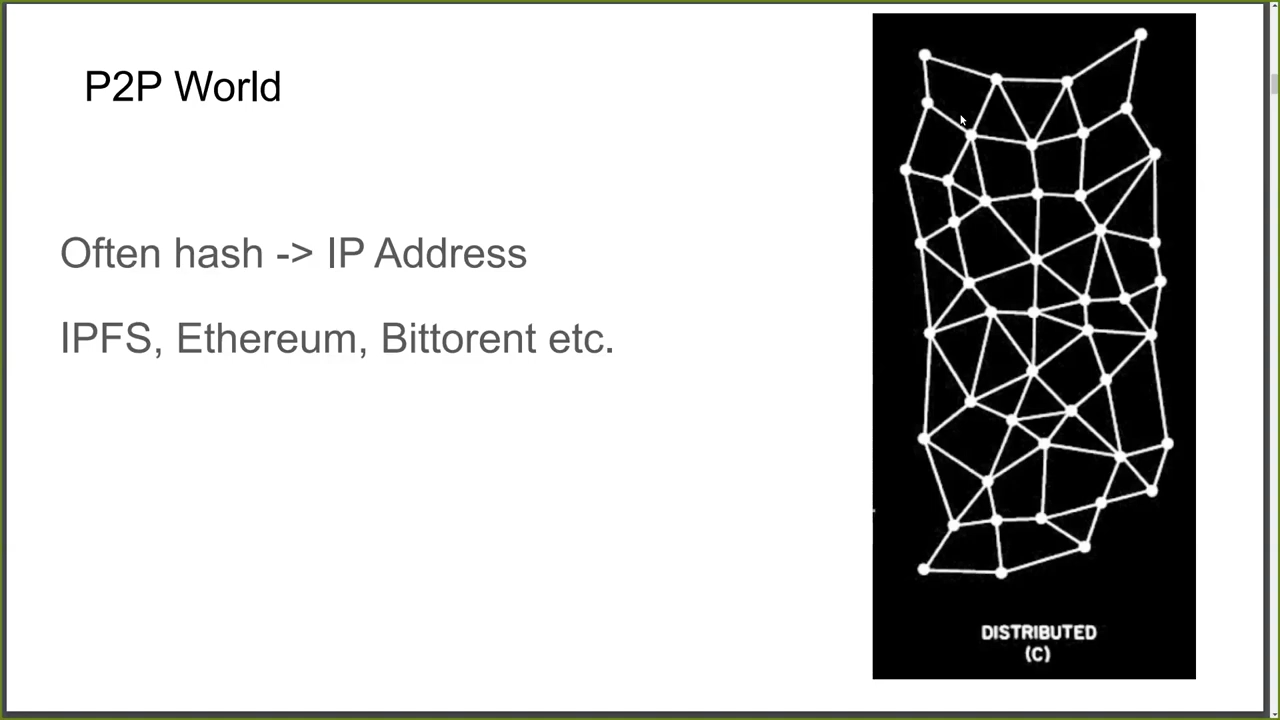 P2P World
Often hash -> IP Address
IPFS, Ethereum, Bittorent etc.
DISTRIBUTED
(C)